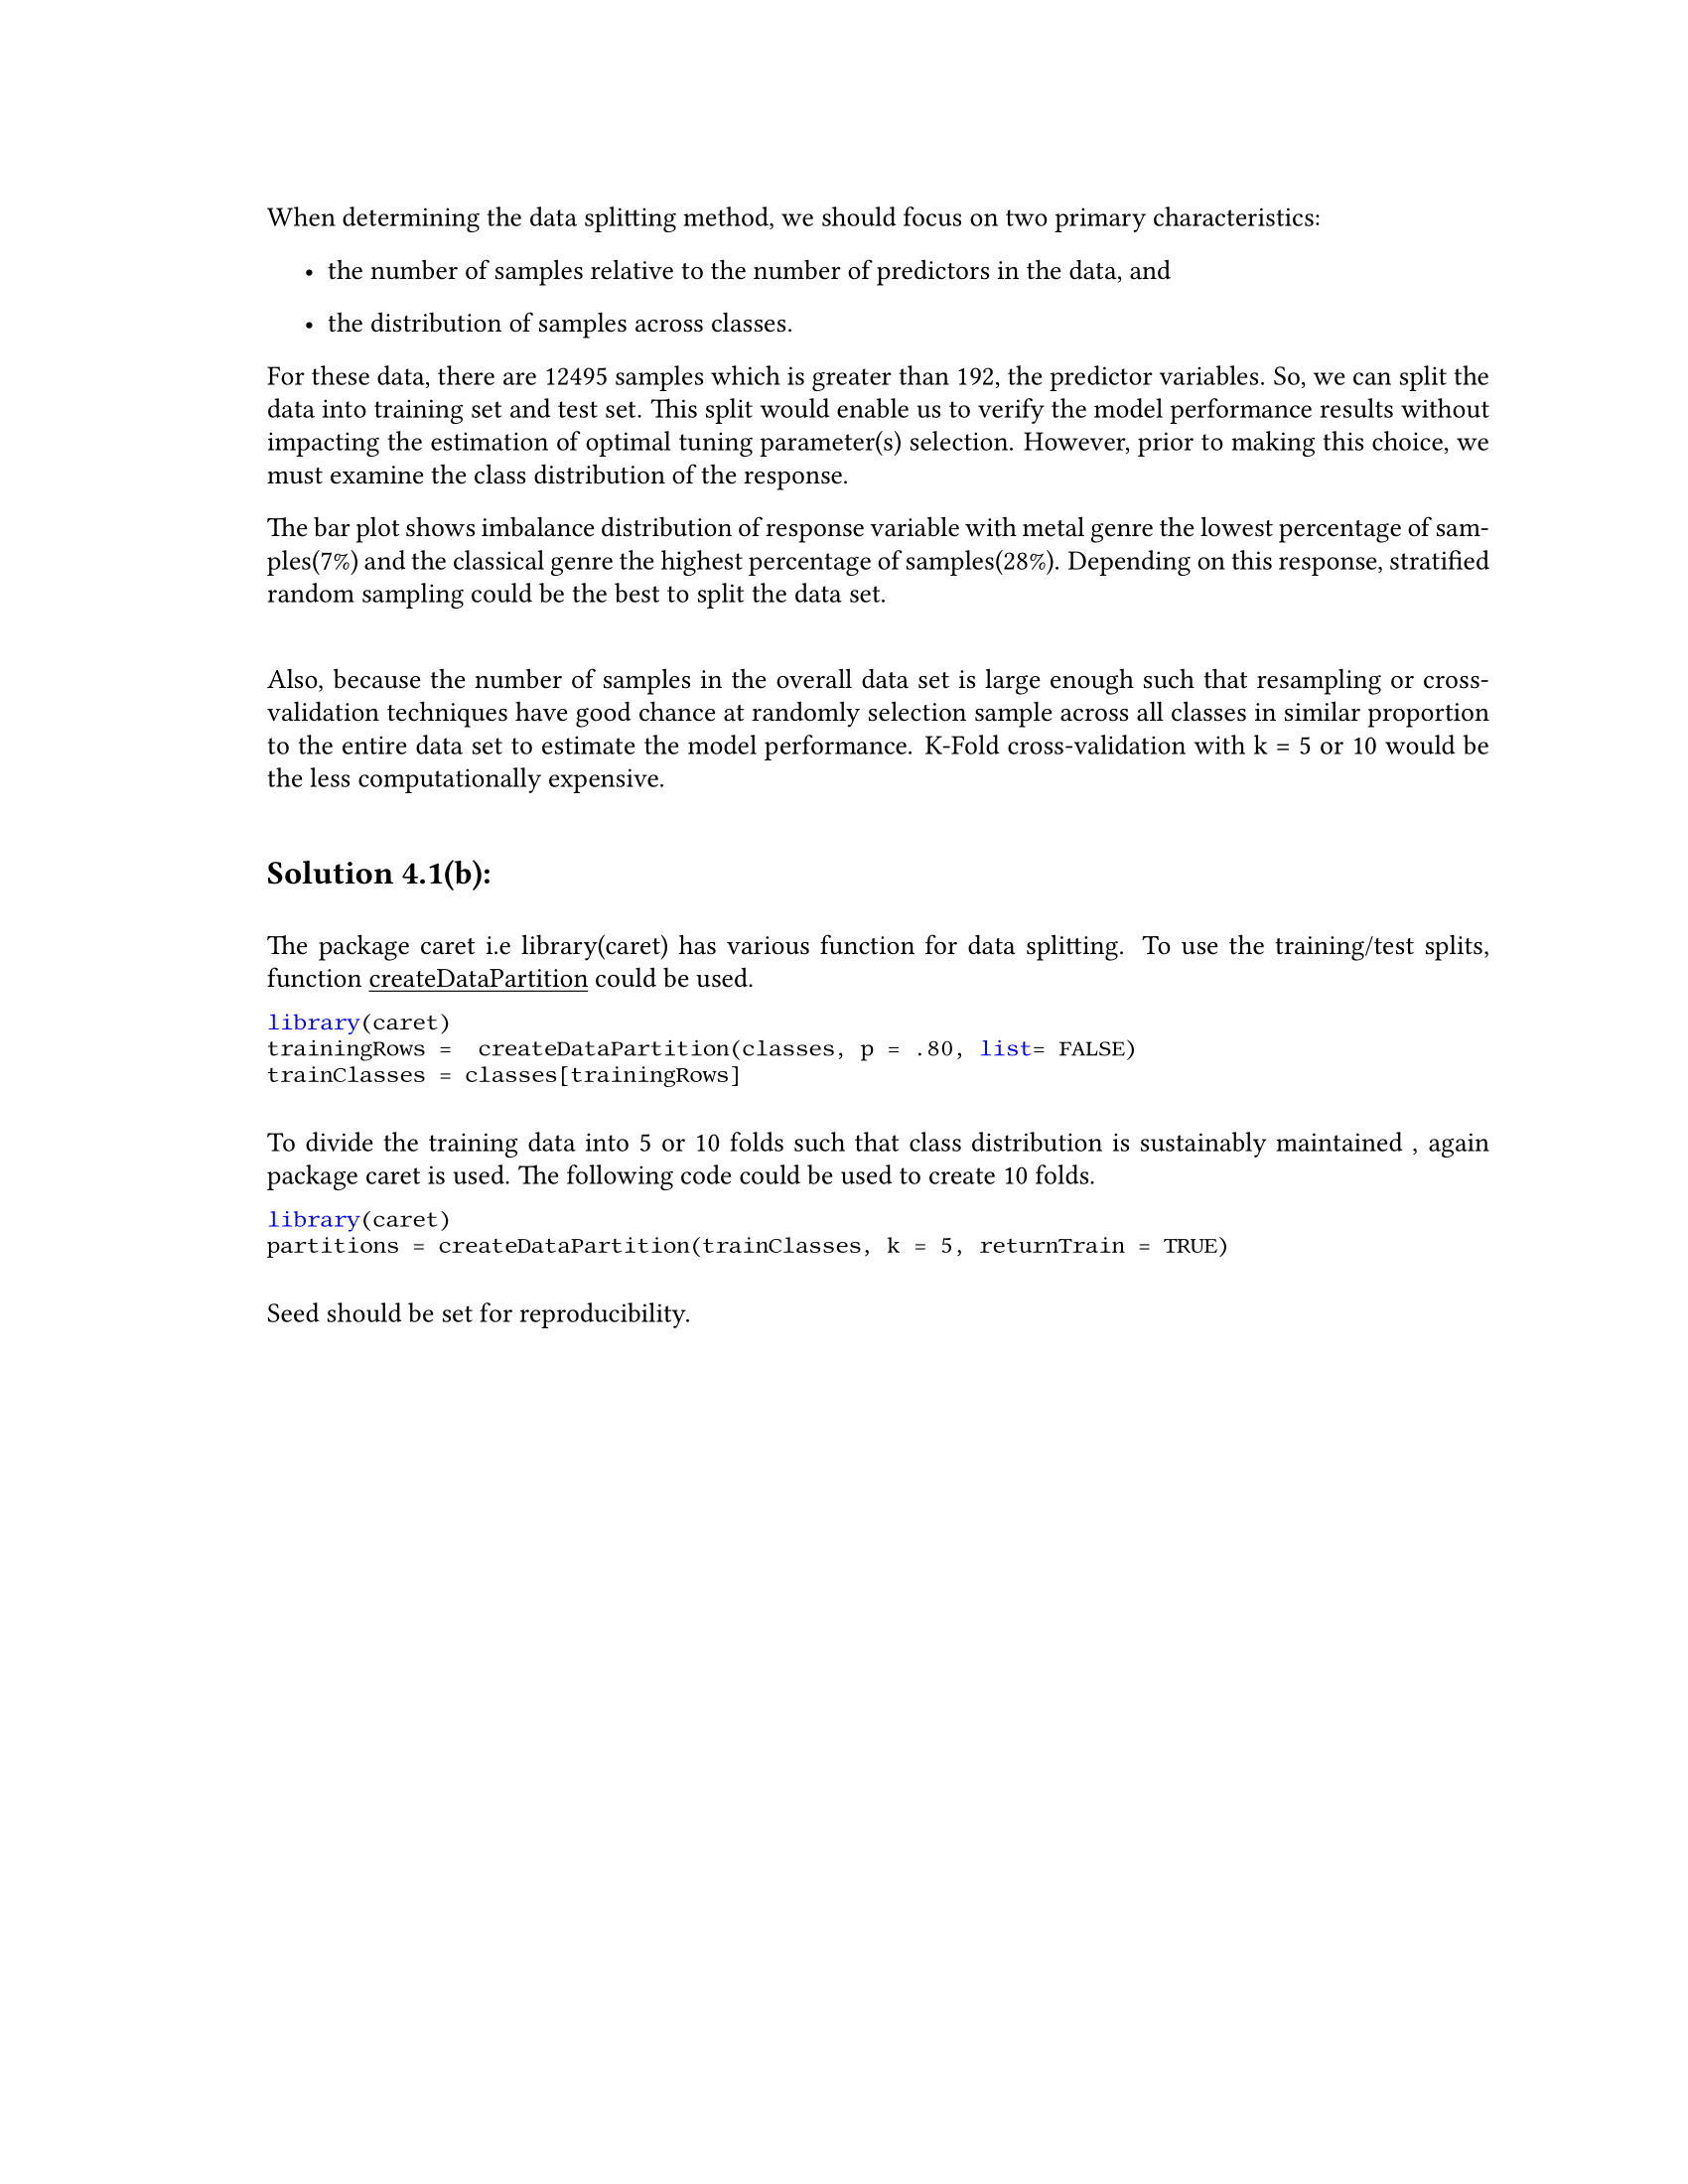 When determining the data splitting method, we should focus on two primary characteristics:
• the number of samples relative to the number of predictors in the data, and
• the distribution of samples across classes.
For these data, there are 12495 samples which is greater than 192, the predictor variables. So, we can split the
data into training set and test set. This split would enable us to verify the model performance results without
impacting the estimation of optimal tuning parameter(s) selection. However, prior to making this choice, we
must examine the class distribution of the response.
The bar plot shows imbalance distribution of response variable with metal genre the lowest percentage of sam-
ples(7%) and the classical genre the highest percentage of samples(28%). Depending on this response, stratified
random sampling could be the best to split the data set.
Also, because the number of samples in the overall data set is large enough such that resampling or cross-
validation techniques have good chance at randomly selection sample across all classes in similar proportion
to the entire data set to estimate the model performance. K-Fold cross-validation with k = 5 or 10 would be
the less computationally expensive.
Solution 4.1(b):
The package caret i.e library(caret) has various function for data splitting. To use the training/test splits,
function createDataPartition could be used.
library(caret)
trainingRows =  createDataPartition(classes, p = .80, list= FALSE)
trainClasses = classes[trainingRows]
To divide the training data into 5 or 10 folds such that class distribution is sustainably maintained , again
package caret is used. The following code could be used to create 10 folds.
library(caret)
partitions = createDataPartition(trainClasses, k = 5, returnTrain = TRUE)
Seed should be set for reproducibility.